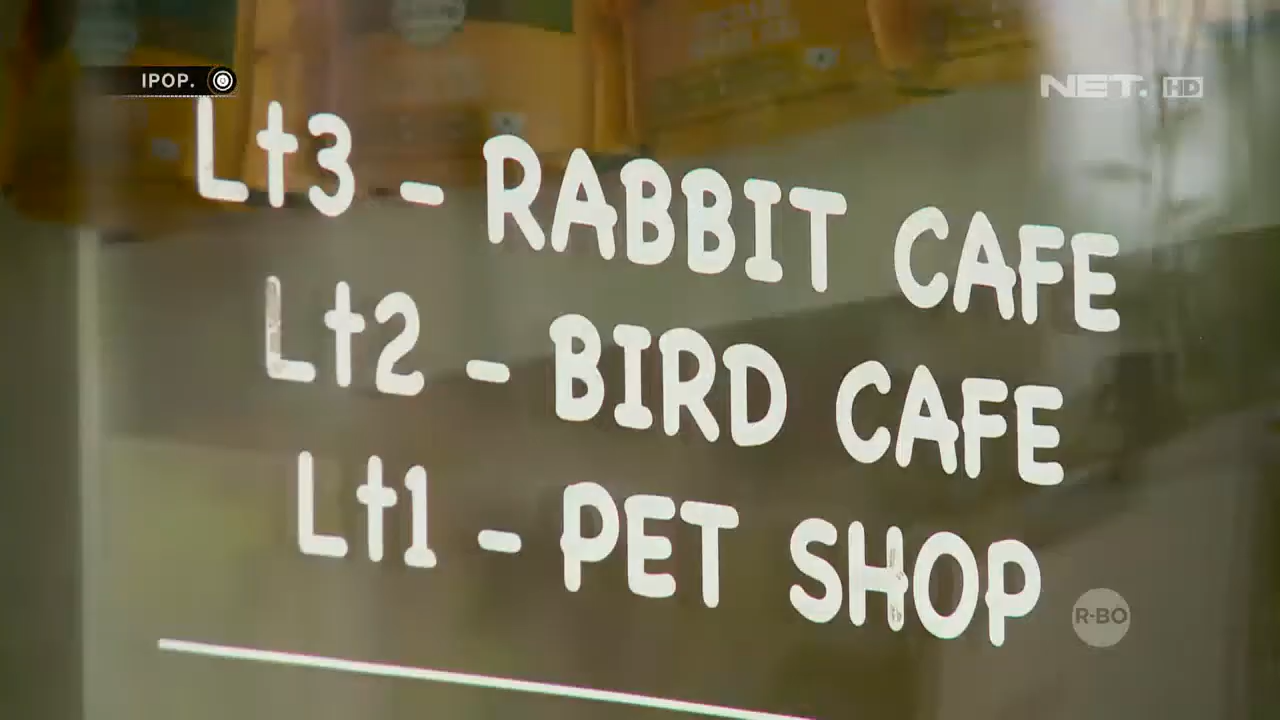 IPOP.
NET. HD
Lt3 - RABBIT CAFE
Lt2 - BIRD CAFE
Lt1 - PET SHOP
R-BO